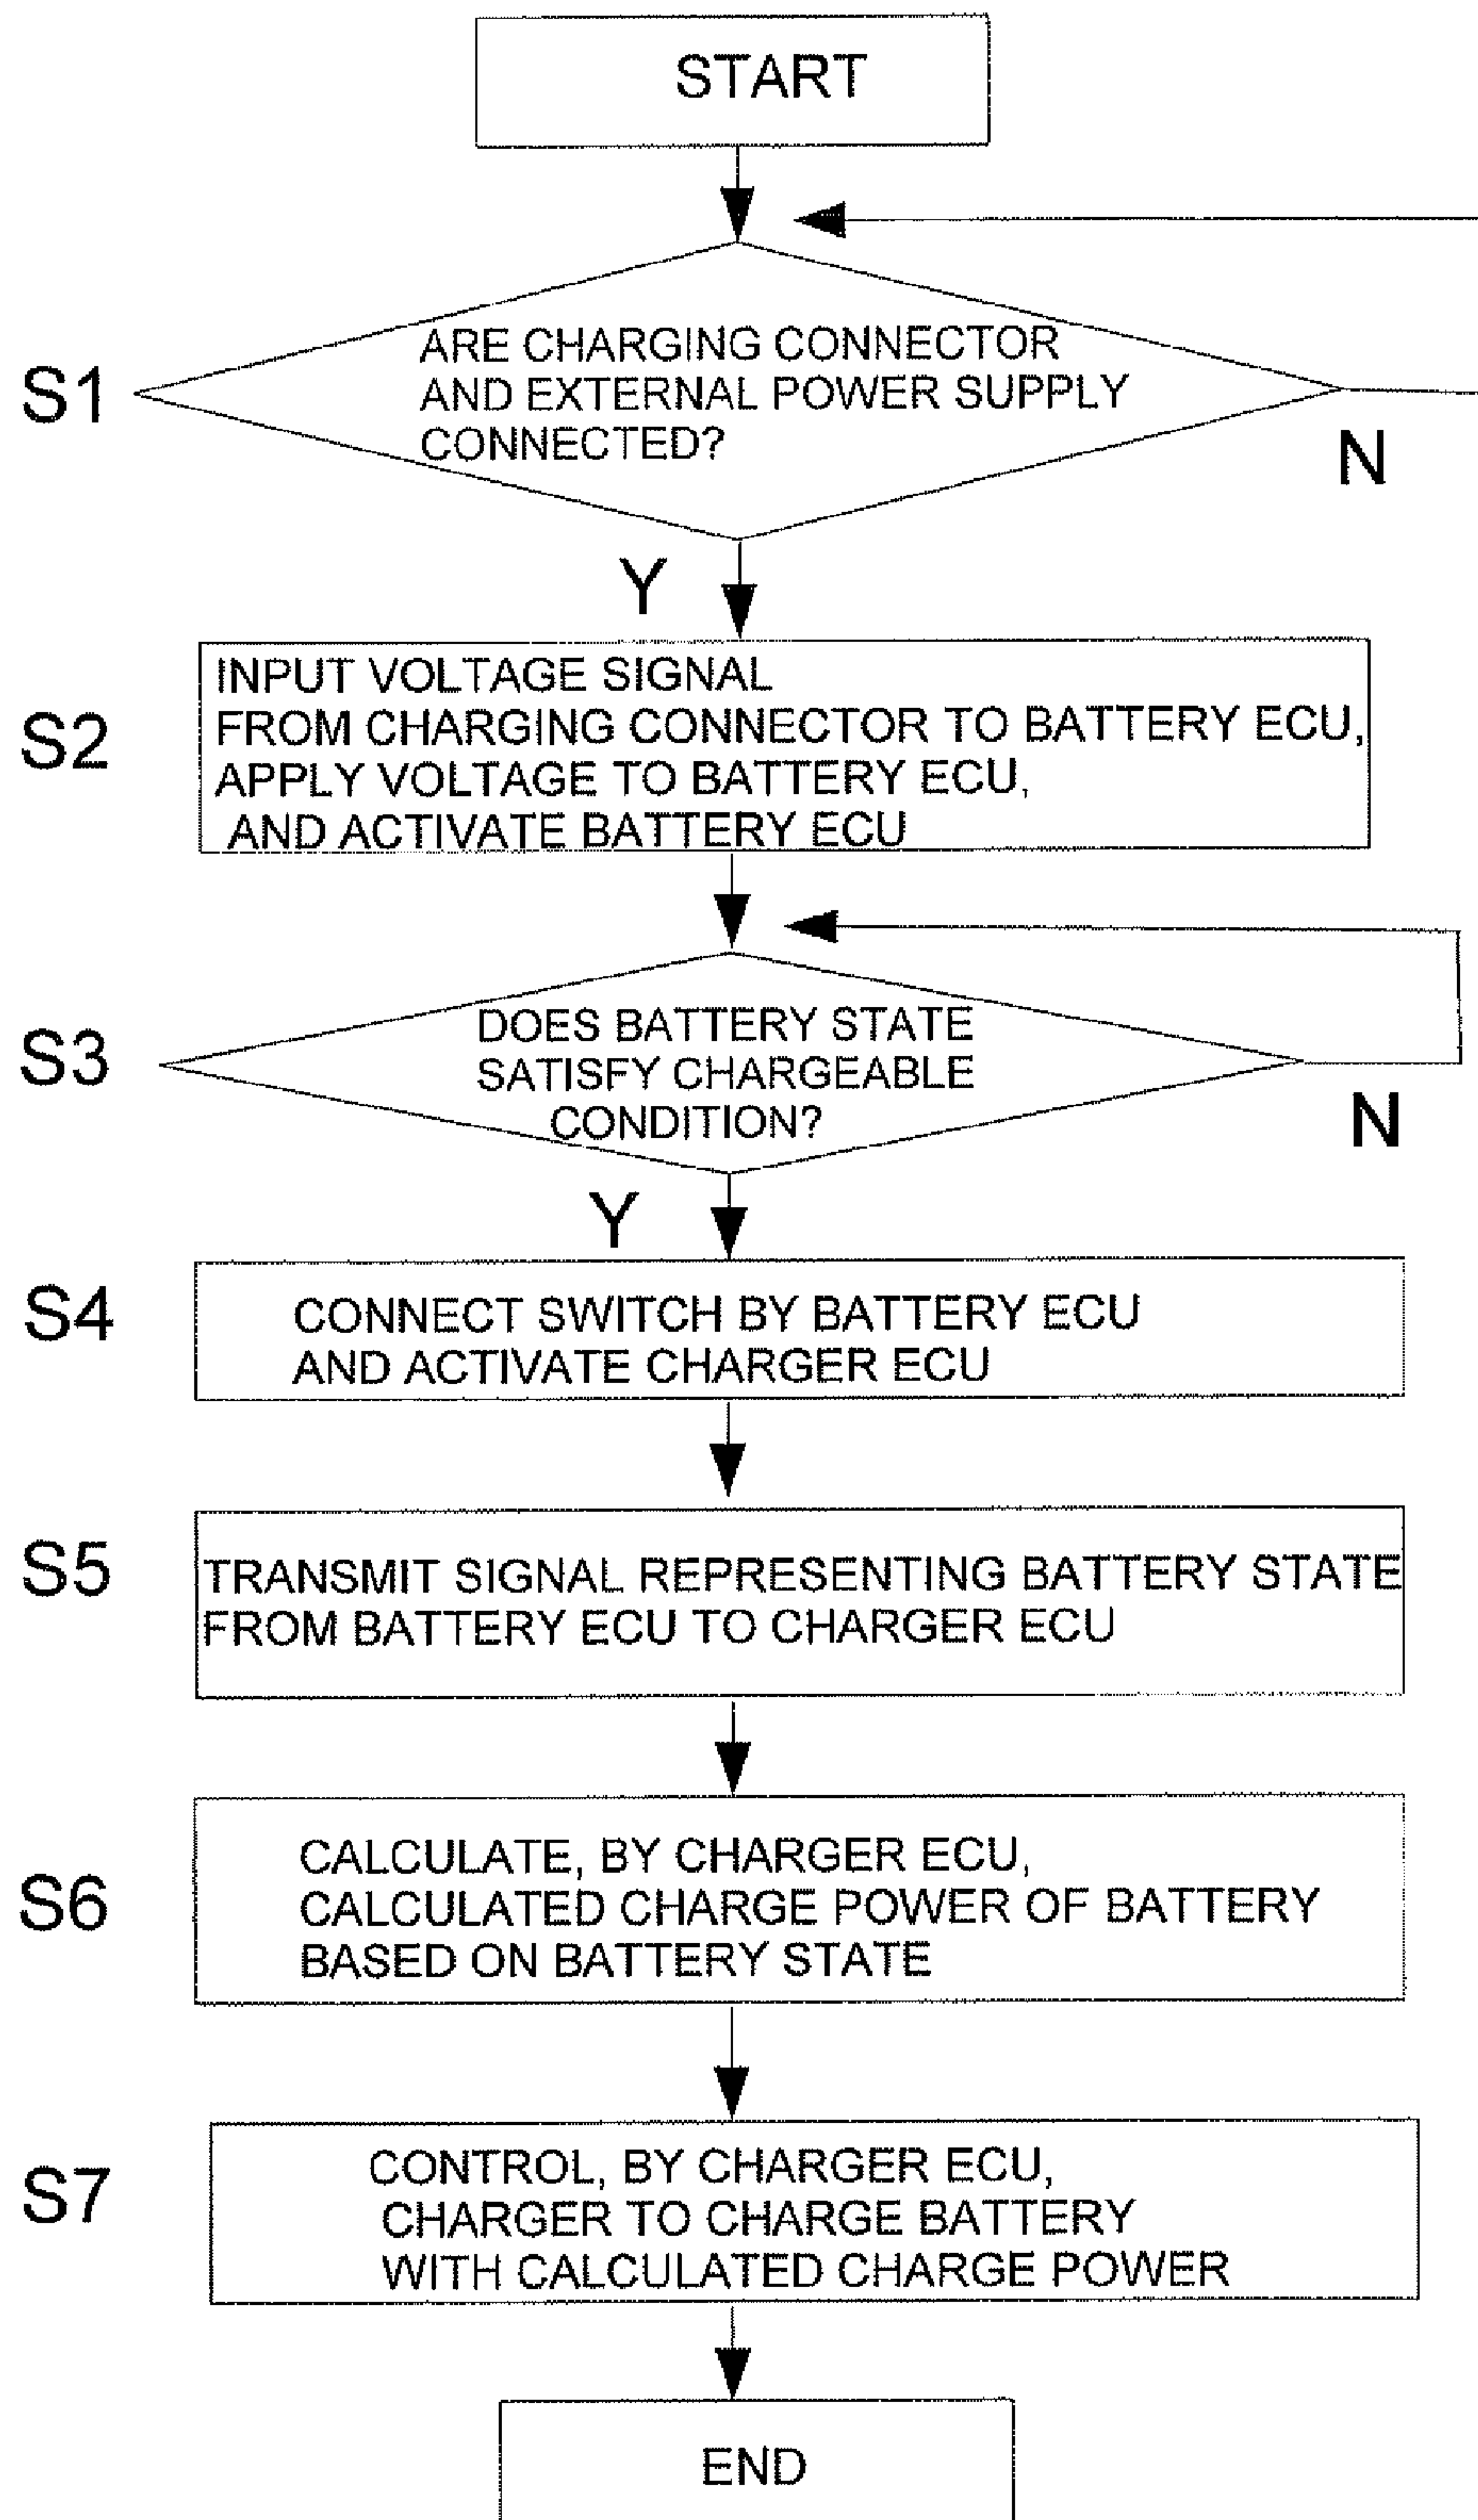 START
S1
ARE CHARGING CONNECTOR
AND EXTERNAL POWER SUPPLY
CONNECTED?
N
Y
S2
INPUT VOLTAGE SIGNAL
FROM CHARGING CONNECTOR TO BATTERY ECU,
APPLY VOLTAGE TO BATTERY ECU,
AND ACTIVATE BATTERY ECU
S3
DOES BATTERY STATE
SATISFY CHARGEABLE
CONDITION?
N
Y
S4
CONNECT SWITCH BY BATTERY ECU
AND ACTIVATE CHARGER ECU
S5
TRANSMIT SIGNAL REPRESENTING BATTERY STATE
FROM BATTERY ECU TO CHARGER ECU
S6
CALCULATE, BY CHARGER ECU,
CALCULATED CHARGE POWER OF BATTERY
BASED ON BATTERY STATE
S7
CONTROL, BY CHARGER ECU,
CHARGER TO CHARGE BATTERY
WITH CALCULATED CHARGE POWER
END